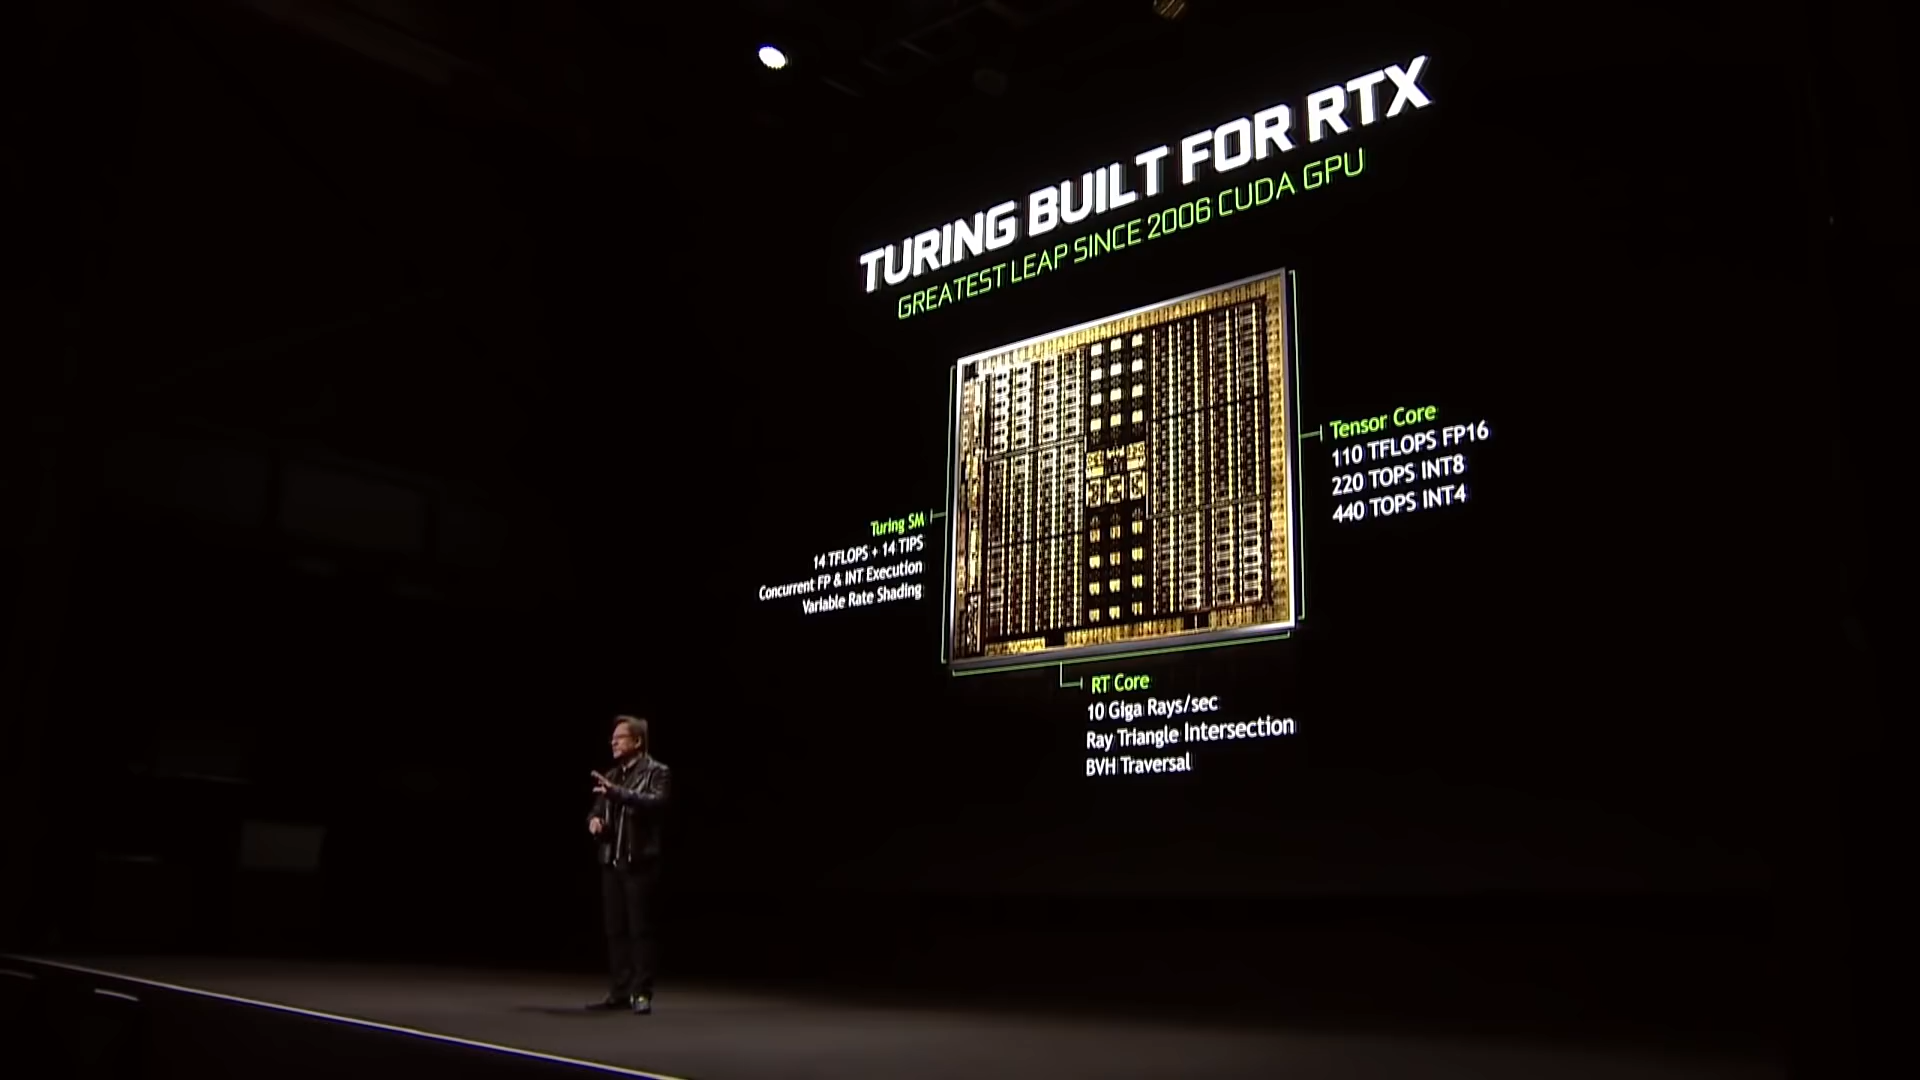 TURING BUILT FOR RTX
GREATEST LEAP SINCE 2006 CUDA GPU
Turing SM
14 TFLOPS + 14 TIPS
Concurrent FP & INT Execution
Variable Rate Shading
Tensor Core
110 TFLOPS FP16
220 TOPS INT8
440 TOPS INT4
RT Core
10 Giga Rays/sec
Ray Triangle Intersection
BVH Traversal